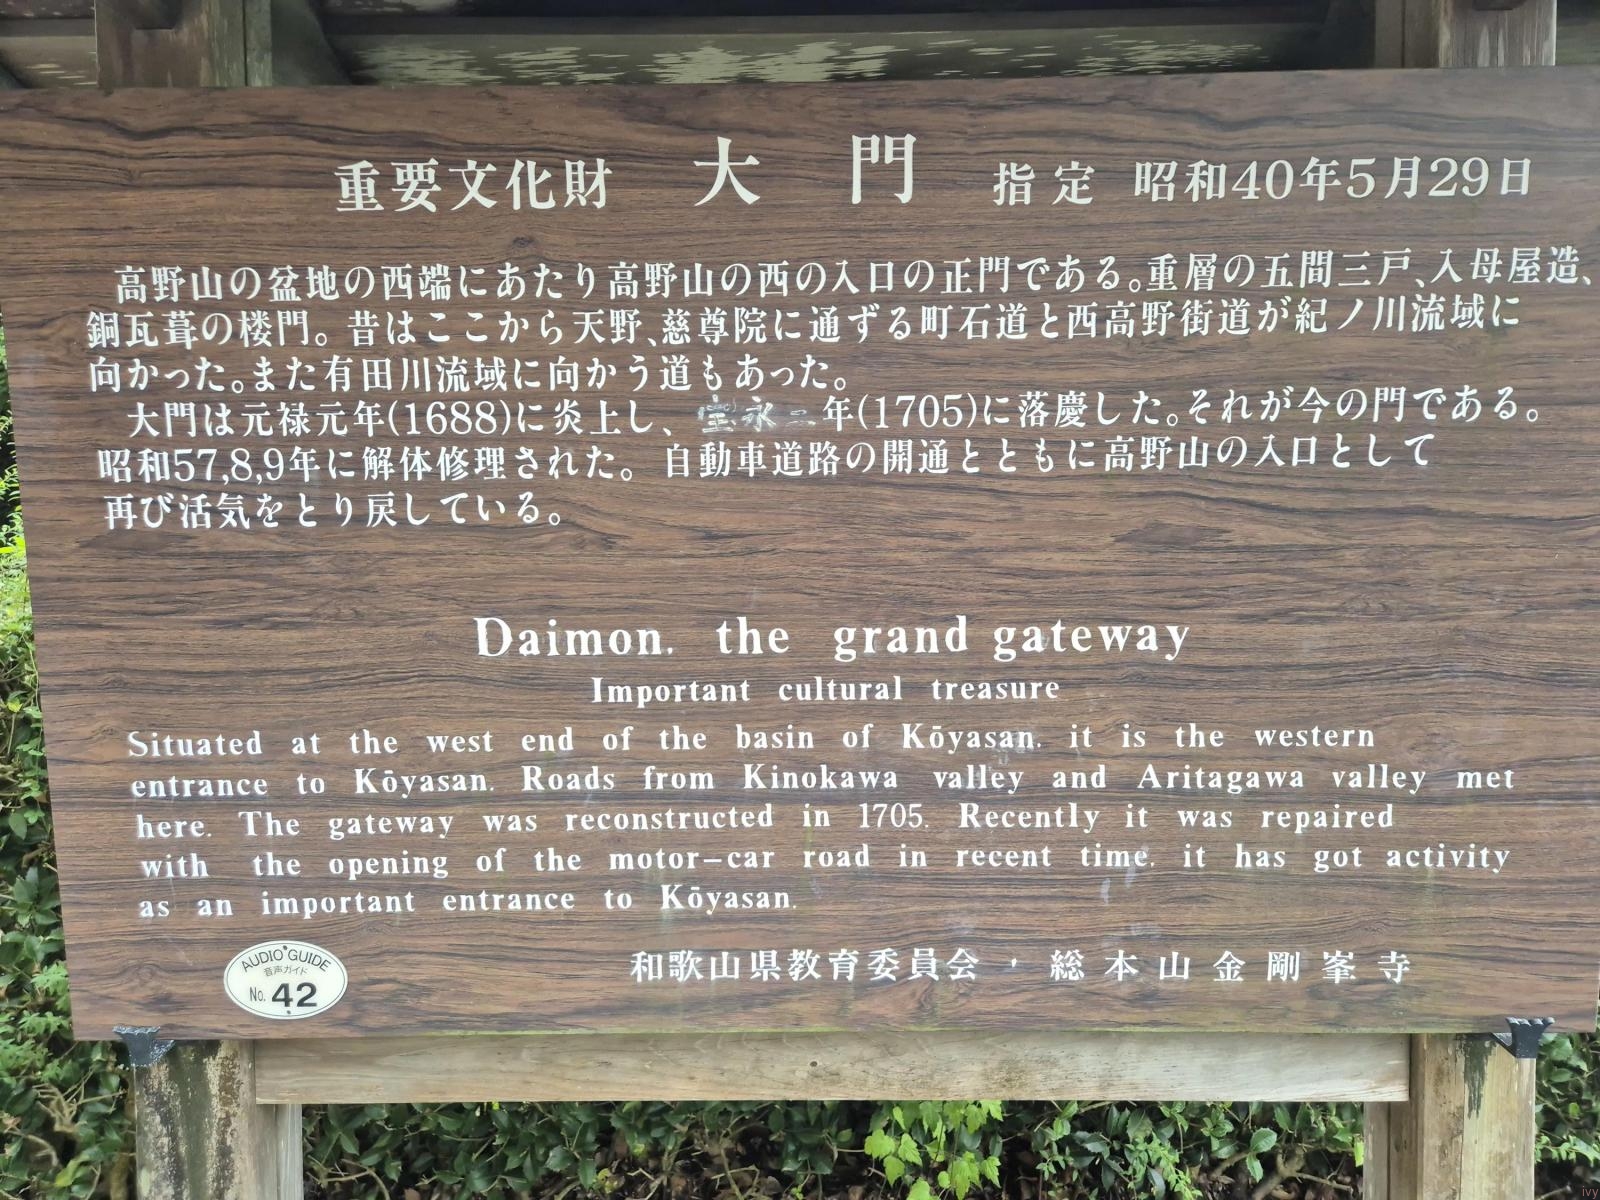 重要文化財 大門 指定 昭和40年5月29日
高野山の盆地の西端にあたり高野山の西の入口の正門である。重層の五間三戸、入母屋造、
銅瓦葺の楼門。昔はここから天野、慈尊院に通ずる町石道と西高野街道が紀ノ川流域に
向かった。また有田川流域に向かう道もあった。
大門は元禄元年(1688)に炎上し、宝永二年(1705)に落慶した。それが今の門である。
昭和57,8,9年に解体修理された。自動車道路の開通とともに高野山の入口として
再び活気をとり戻している。
Daimon. the grand gateway
Important cultural treasure
Situated at the west end of the basin of Kōyasan. it is the western
entrance to Kōyasan. Roads from Kinokawa valley and Aritagawa valley met
here. The gateway was reconstructed in 1705. Recently it was repaired
with the opening of the motor-car road in recent time. it has got activity
as an important entrance to Kōyasan.
AUDIO GUIDE
音声ガイド
No. 42
和歌山県教育委員会・総本山金剛峯寺
ivy